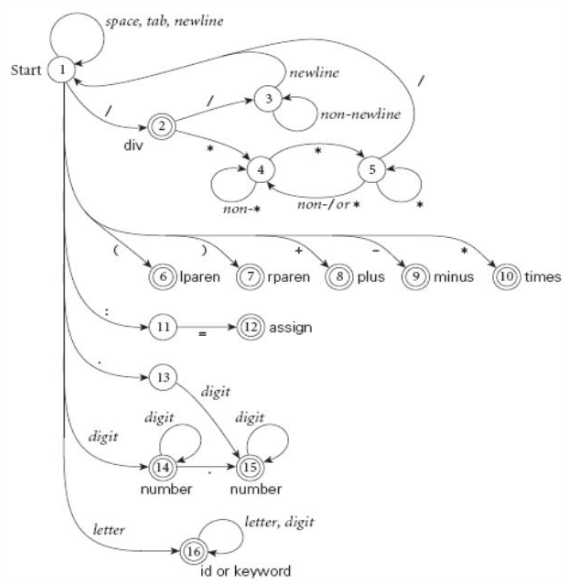 space, tab, newline
Start 1
newline
/
/ / 3
2 non-newline
div * 4 * 5
non-* non-/ or * *
( ) + - *
6 lparen 7 rparen 8 plus 9 minus 10 times
:
11 = 12 assign
.
13
digit
digit digit
digit
14 . 15
number number
letter letter, digit
16
id or keyword